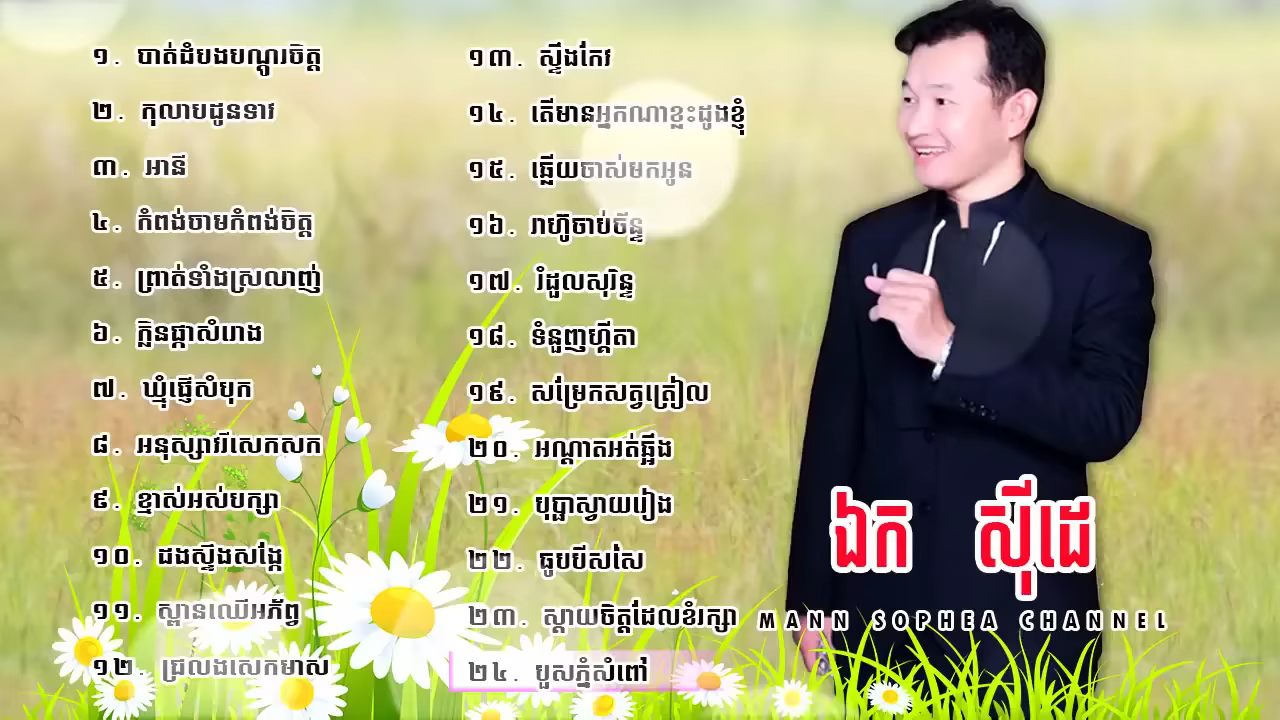 ១. បាត់ដំបងបណ្ដូរចិត្ត
២. កុលាបដូនទាវ
៣. អានី
៤. កំពង់ចាមកំពង់ចិត្ត
៥. ព្រាត់ទាំងស្រលាញ់
៦. ក្លិនផ្កាសំរោង
៧. ឃ្មុំផ្ញើសំបុក
៨. អនុស្សាវរីសេកសក
៩. ខ្មាស់អស់បក្សា
១០. ដងស្ទឹងសង្កែ
១១. ស្ពានឈើអភ័ព្វ
១២. ជ្រលងសេកមាស
១៣. ស្ទឹងកែវ
១៤. តើមានអ្នកណាខ្លះដូងខ្ញុំ
១៥. ឆ្លើយចាស់មកអូន
១៦. រាហ៊ូចាប់ច័ន្ទ
១៧. រំដួលសុរិន្ទ
១៨. ទំនួញហ្គីតា
១៩. សម្រែកសត្វត្រៀល
២០. អណ្ដាតអត់ឆ្អឹង
២១. បុប្ផាស្វាយរៀង
២២. ធូបបីសសៃ
២៣. ស្ដាយចិត្តដែលខំរក្សា
២៤. បួសភ្នំសំពៅ
ឯក ស៊ីដេ
MANN SOPHEA CHANNEL